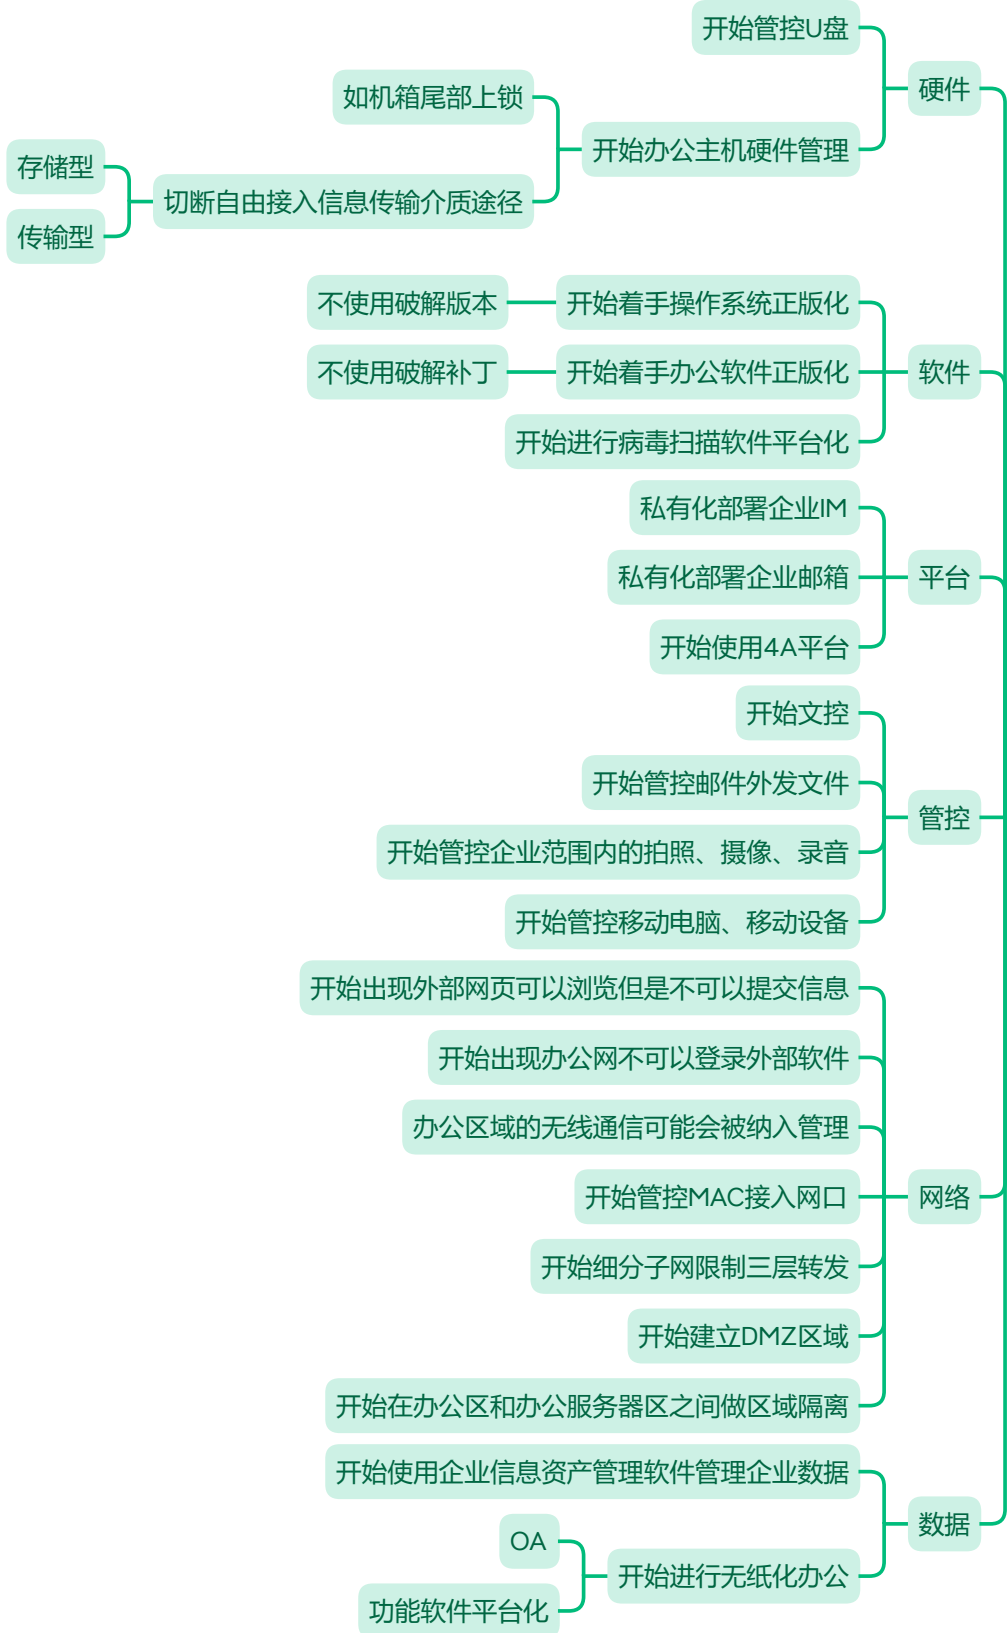 开始管控U盘
硬件
如机箱尾部上锁
开始办公主机硬件管理
存储型
切断自由接入信息传输介质途径
传输型
不使用破解版本
开始着手操作系统正版化
不使用破解补丁
开始着手办公软件正版化
软件
开始进行病毒扫描软件平台化
私有化部署企业IM
私有化部署企业邮箱
平台
开始使用4A平台
开始文控
开始管控邮件外发文件
管控
开始管控企业范围内的拍照、摄像、录音
开始管控移动电脑、移动设备
开始出现外部网页可以浏览但是不可以提交信息
开始出现办公网不可以登录外部软件
办公区域的无线通信可能会被纳入管理
开始管控MAC接入网口
网络
开始细分子网限制三层转发
开始建立DMZ区域
开始在办公区和办公服务器区之间做区域隔离
开始使用企业信息资产管理软件管理企业数据
数据
OA
开始进行无纸化办公
功能软件平台化